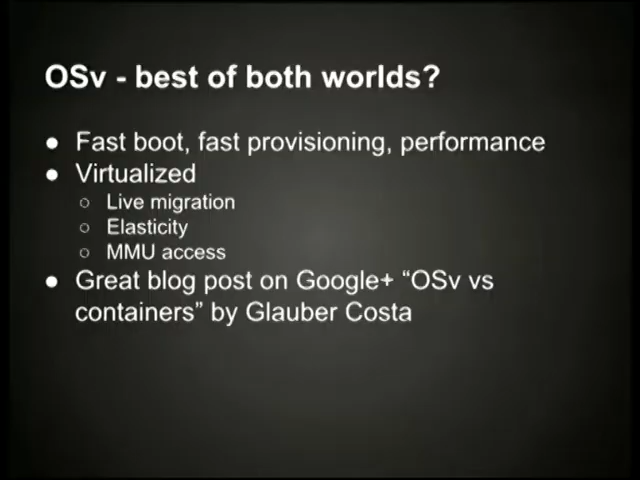 OSv - best of both worlds?
● Fast boot, fast provisioning, performance
● Virtualized
○ Live migration
○ Elasticity
○ MMU access
● Great blog post on Google+ “OSv vs
containers” by Glauber Costa